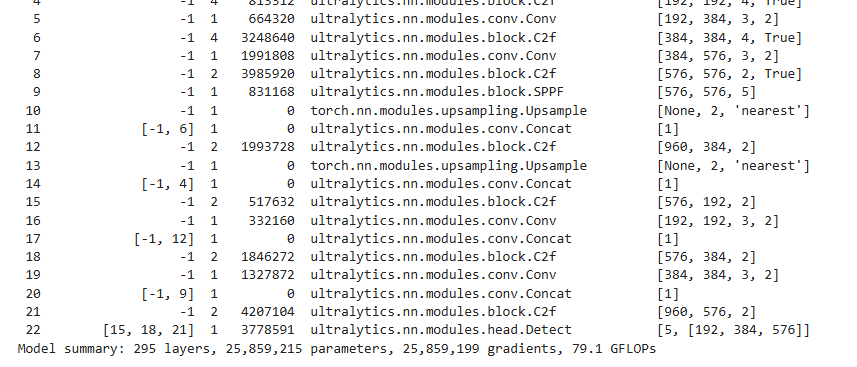 4 -1 4 813312 ultralytics.nn.modules.block.C2f [192, 192, 4, True]
5 -1 1 664320 ultralytics.nn.modules.conv.Conv [192, 384, 3, 2]
6 -1 4 3248640 ultralytics.nn.modules.block.C2f [384, 384, 4, True]
7 -1 1 1991808 ultralytics.nn.modules.conv.Conv [384, 576, 3, 2]
8 -1 2 3985920 ultralytics.nn.modules.block.C2f [576, 576, 2, True]
9 -1 1 831168 ultralytics.nn.modules.block.SPPF [576, 576, 5]
10 -1 1 0 torch.nn.modules.upsampling.Upsample [None, 2, 'nearest']
11 [-1, 6] 1 0 ultralytics.nn.modules.conv.Concat [1]
12 -1 2 1993728 ultralytics.nn.modules.block.C2f [960, 384, 2]
13 -1 1 0 torch.nn.modules.upsampling.Upsample [None, 2, 'nearest']
14 [-1, 4] 1 0 ultralytics.nn.modules.conv.Concat [1]
15 -1 2 517632 ultralytics.nn.modules.block.C2f [576, 192, 2]
16 -1 1 332160 ultralytics.nn.modules.conv.Conv [192, 192, 3, 2]
17 [-1, 12] 1 0 ultralytics.nn.modules.conv.Concat [1]
18 -1 2 1846272 ultralytics.nn.modules.block.C2f [576, 384, 2]
19 -1 1 1327872 ultralytics.nn.modules.conv.Conv [384, 384, 3, 2]
20 [-1, 9] 1 0 ultralytics.nn.modules.conv.Concat [1]
21 -1 2 4207104 ultralytics.nn.modules.block.C2f [960, 576, 2]
22 [15, 18, 21] 1 3778591 ultralytics.nn.modules.head.Detect [5, [192, 384, 576]]
Model summary: 295 layers, 25,859,215 parameters, 25,859,199 gradients, 79.1 GFLOPs